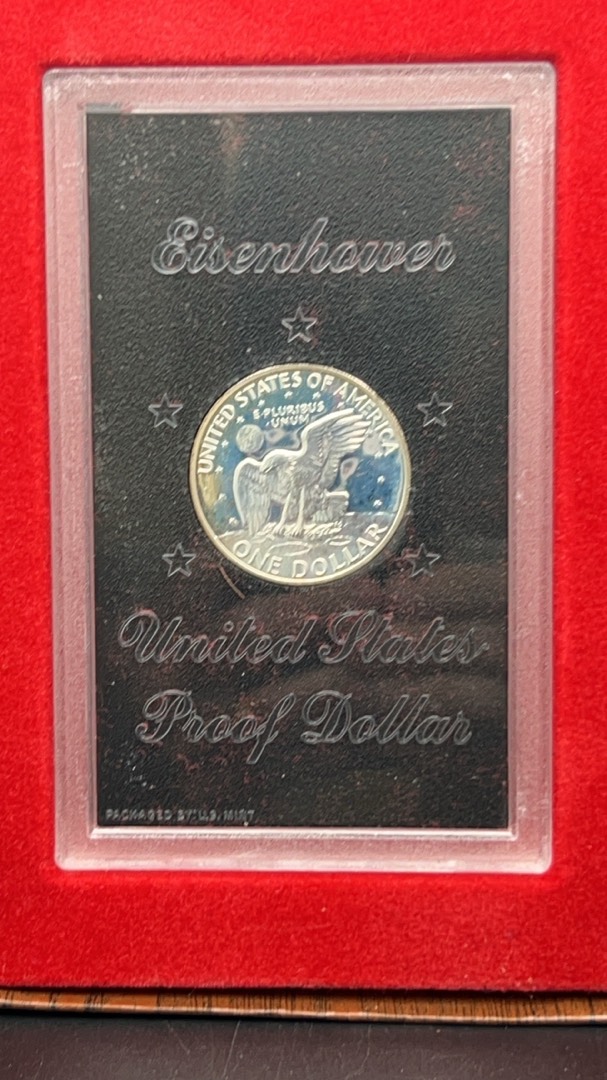 Eisenhower
UNITED STATES OF AMERICA
E·PLURIBUS
UNUM
ONE DOLLAR
United States
Proof Dollar
PACKAGED BY: U.S. MINT